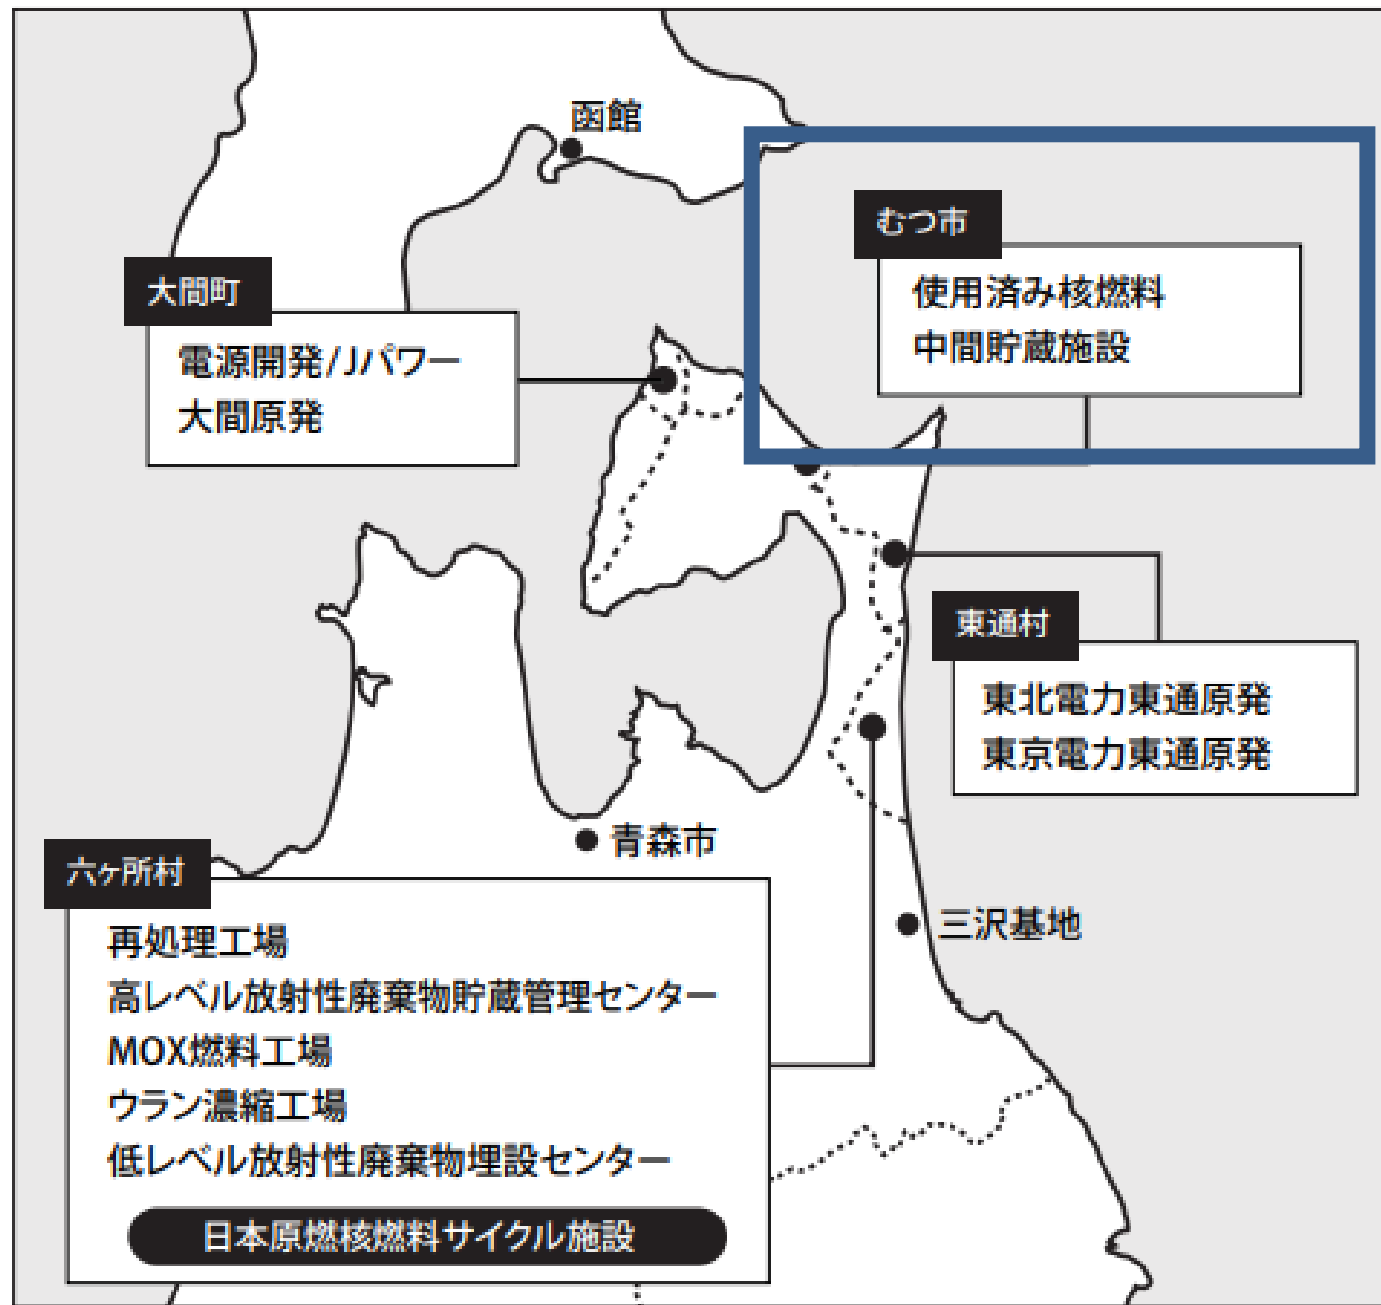 函館
むつ市
使用済み核燃料
中間貯蔵施設
大間町
電源開発/Jパワー
大間原発
東通村
東北電力東通原発
東京電力東通原発
青森市
六ヶ所村
再処理工場
高レベル放射性廃棄物貯蔵管理センター
MOX燃料工場
ウラン濃縮工場
低レベル放射性廃棄物埋設センター
日本原燃核燃料サイクル施設
三沢基地